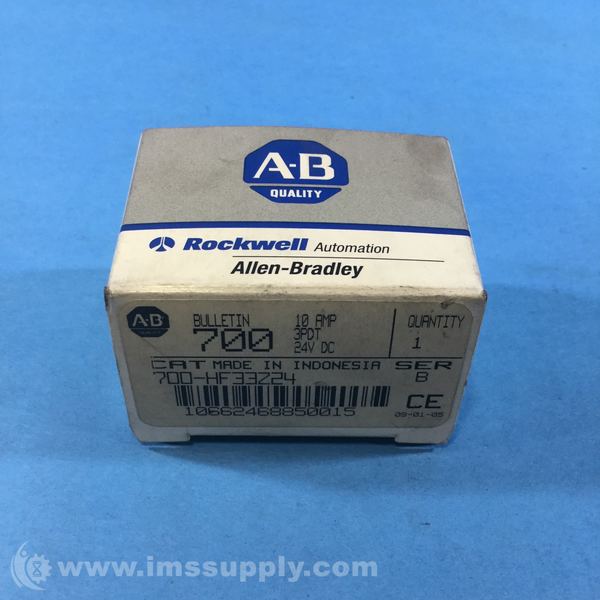 A-B
QUALITY
Rockwell Automation
Allen-Bradley
A-B
BULLETIN 700
10 AMP
3PDT
24V DC
QUANTITY
1
CAT MADE IN INDONESIA SER
700-HF33Z24 B
10662468850015
CE
09-01-05
www.imssupply.com